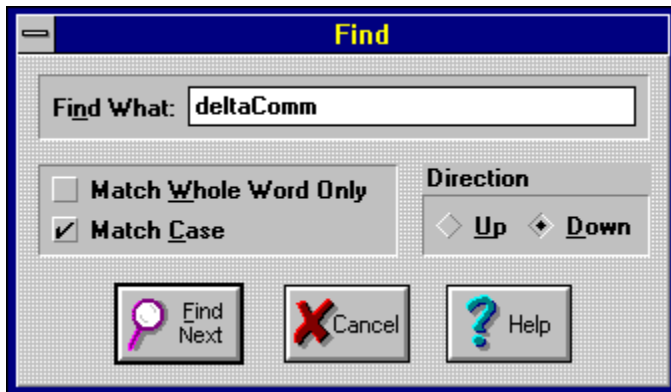 Find
Find What: deltaComm
Match Whole Word Only
Match Case
Direction
Up Down
Find Next
Cancel
Help